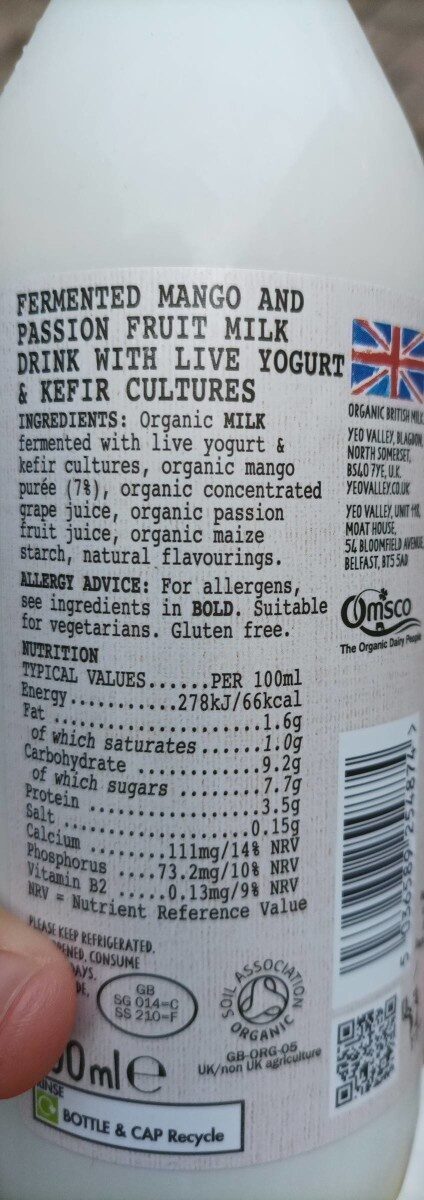 FERMENTED MANGO AND
PASSION FRUIT MILK
DRINK WITH LIVE YOGURT
& KEFIR CULTURES
INGREDIENTS: Organic MILK
fermented with live yogurt &
kefir cultures, organic mango
purée (7%), organic concentrated
grape juice, organic passion
fruit juice, organic maize
starch, natural flavourings.
ALLERGY ADVICE: For allergens,
see ingredients in BOLD. Suitable
for vegetarians. Gluten free.
NUTRITION
TYPICAL VALUES......PER 100ml
Energy...........278kJ/66kcal
Fat ......................1.6g
of which saturates ......1.0g
Carbohydrate .............9.2g
of which sugars .........7.7g
Protein ..................3.5g
Salt .....................0.15g
Calcium ........111mg/14% NRV
Phosphorus ....73.2mg/10% NRV
Vitamin B2 .....0.13mg/9% NRV
NRV = Nutrient Reference Value
PLEASE KEEP REFRIGERATED.
CONSUME
GB
SG 014-C
SS 210-F
SOIL ASSOCIATION
ORGANIC
GB-ORG-05
UK/non UK agriculture
0ml e
BOTTLE & CAP Recycle
ORGANIC BRITISH MILK
YEO VALLEY, BLAGDON,
NORTH SOMERSET,
BS40 7YE, U.K.
YEOVALLEY.CO.UK
YEO VALLEY, UNIT
MOAT HOUSE,
54 BLOOMFIELD AVENUE
BELFAST, BT5 5AD
Omsco
The Organic Dairy People
5 036589 254874 >